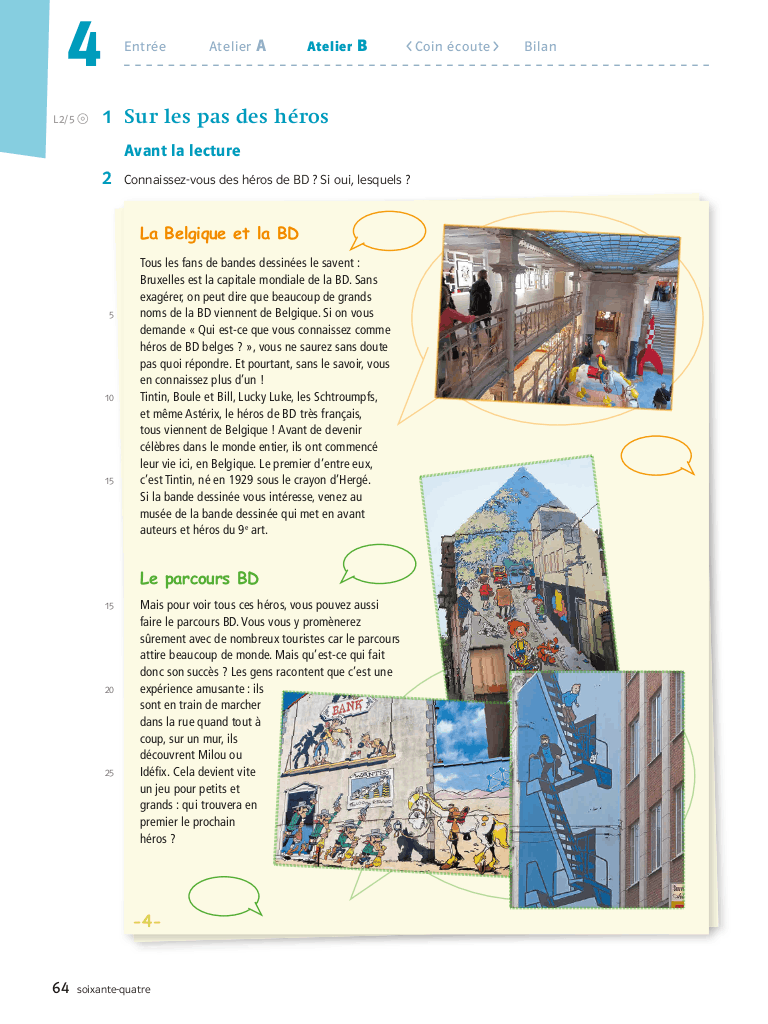 4
Entrée Atelier A Atelier B <Coin écoute> Bilan
L2/5 1 Sur les pas des héros
Avant la lecture
2 Connaissez-vous des héros de BD ? Si oui, lesquels ?
La Belgique et la BD
Tous les fans de bandes dessinées le savent :
Bruxelles est la capitale mondiale de la BD. Sans
exagérer, on peut dire que beaucoup de grands
5 noms de la BD viennent de Belgique. Si on vous
demande « Qui est-ce que vous connaissez comme
héros de BD belges ? », vous ne saurez sans doute
pas quoi répondre. Et pourtant, sans le savoir, vous
en connaissez plus d’un !
10 Tintin, Boule et Bill, Lucky Luke, les Schtroumpfs,
et même Astérix, le héros de BD très français,
tous viennent de Belgique ! Avant de devenir
célèbres dans le monde entier, ils ont commencé
leur vie ici, en Belgique. Le premier d’entre eux,
15 c’est Tintin, né en 1929 sous le crayon d’Hergé.
Si la bande dessinée vous intéresse, venez au
musée de la bande dessinée qui met en avant
auteurs et héros du 9e art.
Le parcours BD
15 Mais pour voir tous ces héros, vous pouvez aussi
faire le parcours BD. Vous vous y promènerez
sûrement avec de nombreux touristes car le parcours
attire beaucoup de monde. Mais qu’est-ce qui fait
donc son succès ? Les gens racontent que c’est une
20 expérience amusante : ils
sont en train de marcher
dans la rue quand tout à
coup, sur un mur, ils
découvrent Milou ou
25 Idéfix. Cela devient vite
un jeu pour petits et
grands : qui trouvera en
premier le prochain
héros ?
BANK
WANTED
-4-
64 soixante-quatre